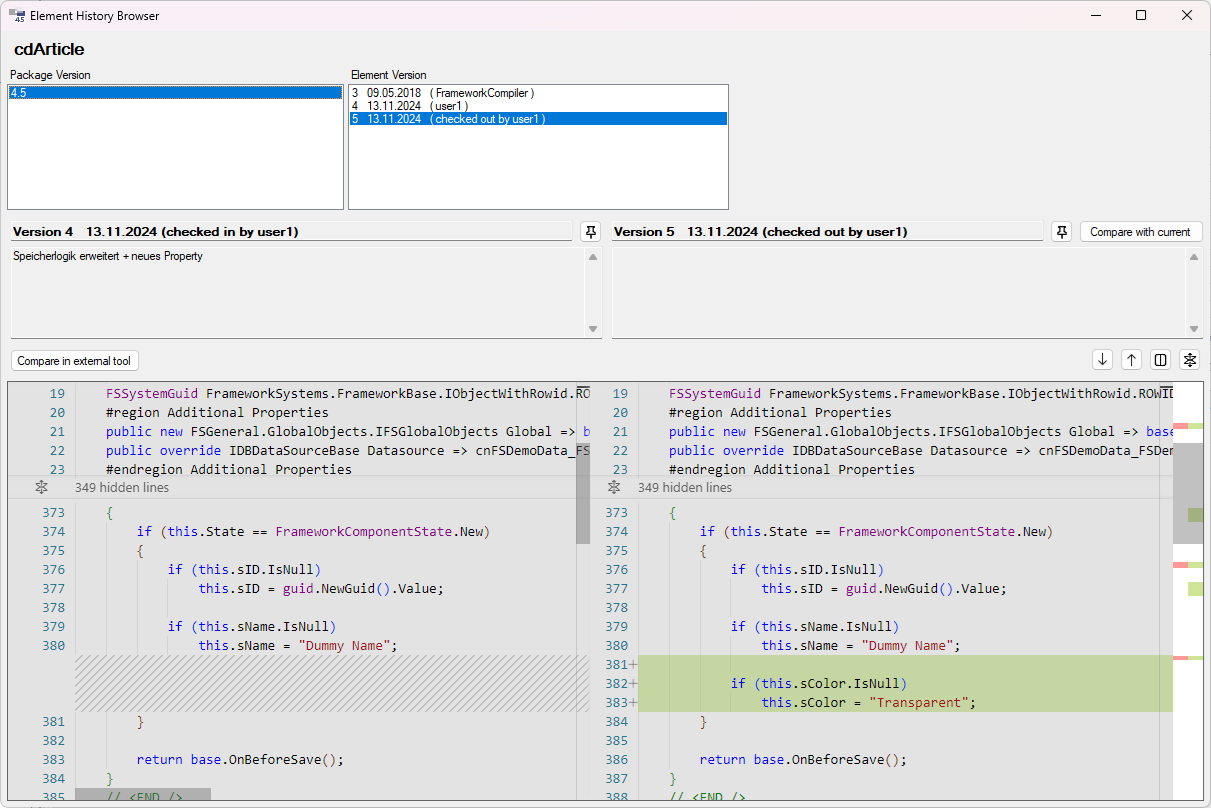 45 Element History Browser
cdArticle
Package Version
4.5
Element Version
3 09.05.2018 ( FrameworkCompiler )
4 13.11.2024 ( user1 )
5 13.11.2024 ( checked out by user1 )
Version 4 13.11.2024 (checked in by user1)
Speicherlogik erweitert + neues Property
Version 5 13.11.2024 (checked out by user1)
Compare with current
Compare in external tool
19 FSSystemGuid FrameworkSystems.FrameworkBase.IObjectWithRowid.RO
20 #region Additional Properties
21 public new FSGeneral.GlobalObjects.IFSGlobalObjects Global => b
22 public override IDBDataSourceBase Datasource => cnFSDemoData_FS
23 #endregion Additional Properties
349 hidden lines
373 {
374 if (this.State == FrameworkComponentState.New)
375 {
376 if (this.sID.IsNull)
377 this.sID = guid.NewGuid().Value;
378
379 if (this.sName.IsNull)
380 this.sName = "Dummy Name";
381 }
382
383 return base.OnBeforeSave();
384 }
385 // <END />
19 FSSystemGuid FrameworkSystems.FrameworkBase.IObjectWithRowid.ROWID
20 #region Additional Properties
21 public new FSGeneral.GlobalObjects.IFSGlobalObjects Global => base
22 public override IDBDataSourceBase Datasource => cnFSDemoData_FSDem
23 #endregion Additional Properties
349 hidden lines
373 {
374 if (this.State == FrameworkComponentState.New)
375 {
376 if (this.sID.IsNull)
377 this.sID = guid.NewGuid().Value;
378
379 if (this.sName.IsNull)
380 this.sName = "Dummy Name";
381+
382+ if (this.sColor.IsNull)
383+ this.sColor = "Transparent";
384 }
385
386 return base.OnBeforeSave();
387 }
388 // <END />